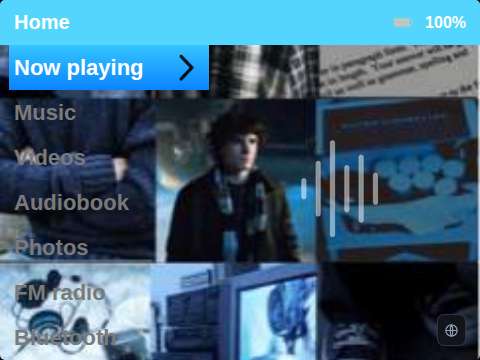 Home
100%
Now playing
Music
Videos
Audiobook
Photos
FM radio
Bluetooth